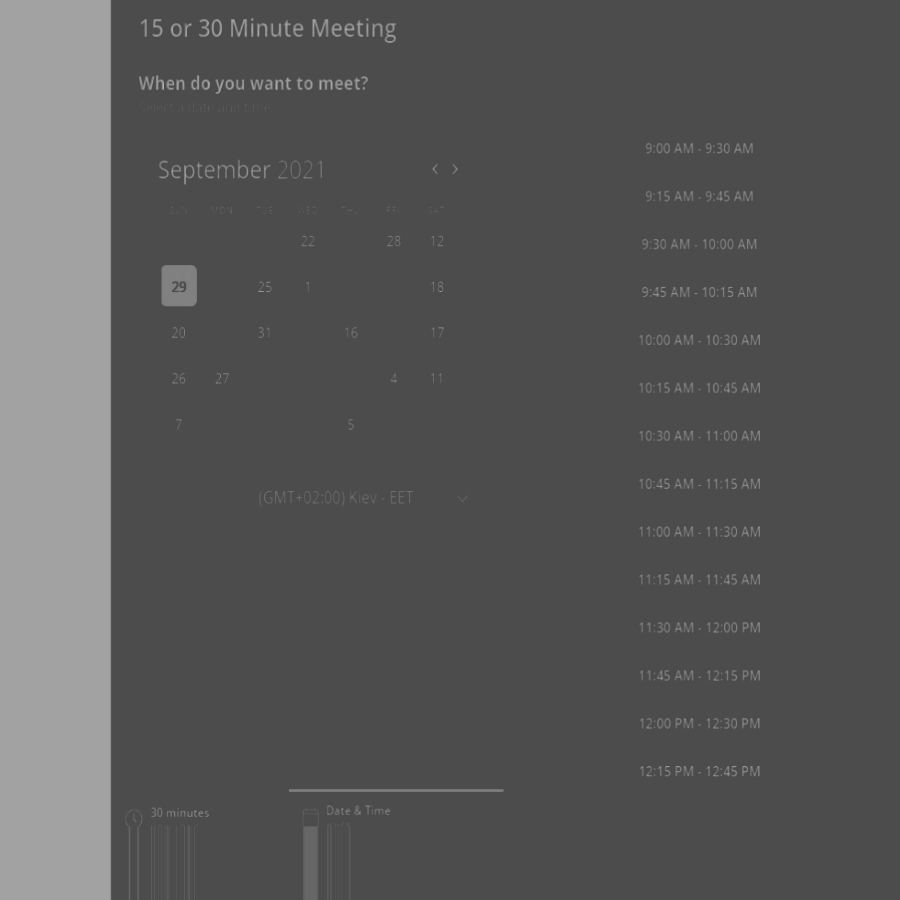 15 or 30 Minute Meeting
When do you want to meet?
Select a date and time
September 2021
SUN MON TUE WED THU FRI SAT
22 28 12
29 25 1 18
20 31 16 17
26 27 4 11
7 5
(GMT+02:00) Kiev - EET
9:00 AM - 9:30 AM
9:15 AM - 9:45 AM
9:30 AM - 10:00 AM
9:45 AM - 10:15 AM
10:00 AM - 10:30 AM
10:15 AM - 10:45 AM
10:30 AM - 11:00 AM
10:45 AM - 11:15 AM
11:00 AM - 11:30 AM
11:15 AM - 11:45 AM
11:30 AM - 12:00 PM
11:45 AM - 12:15 PM
12:00 PM - 12:30 PM
12:15 PM - 12:45 PM
30 minutes
Date & Time